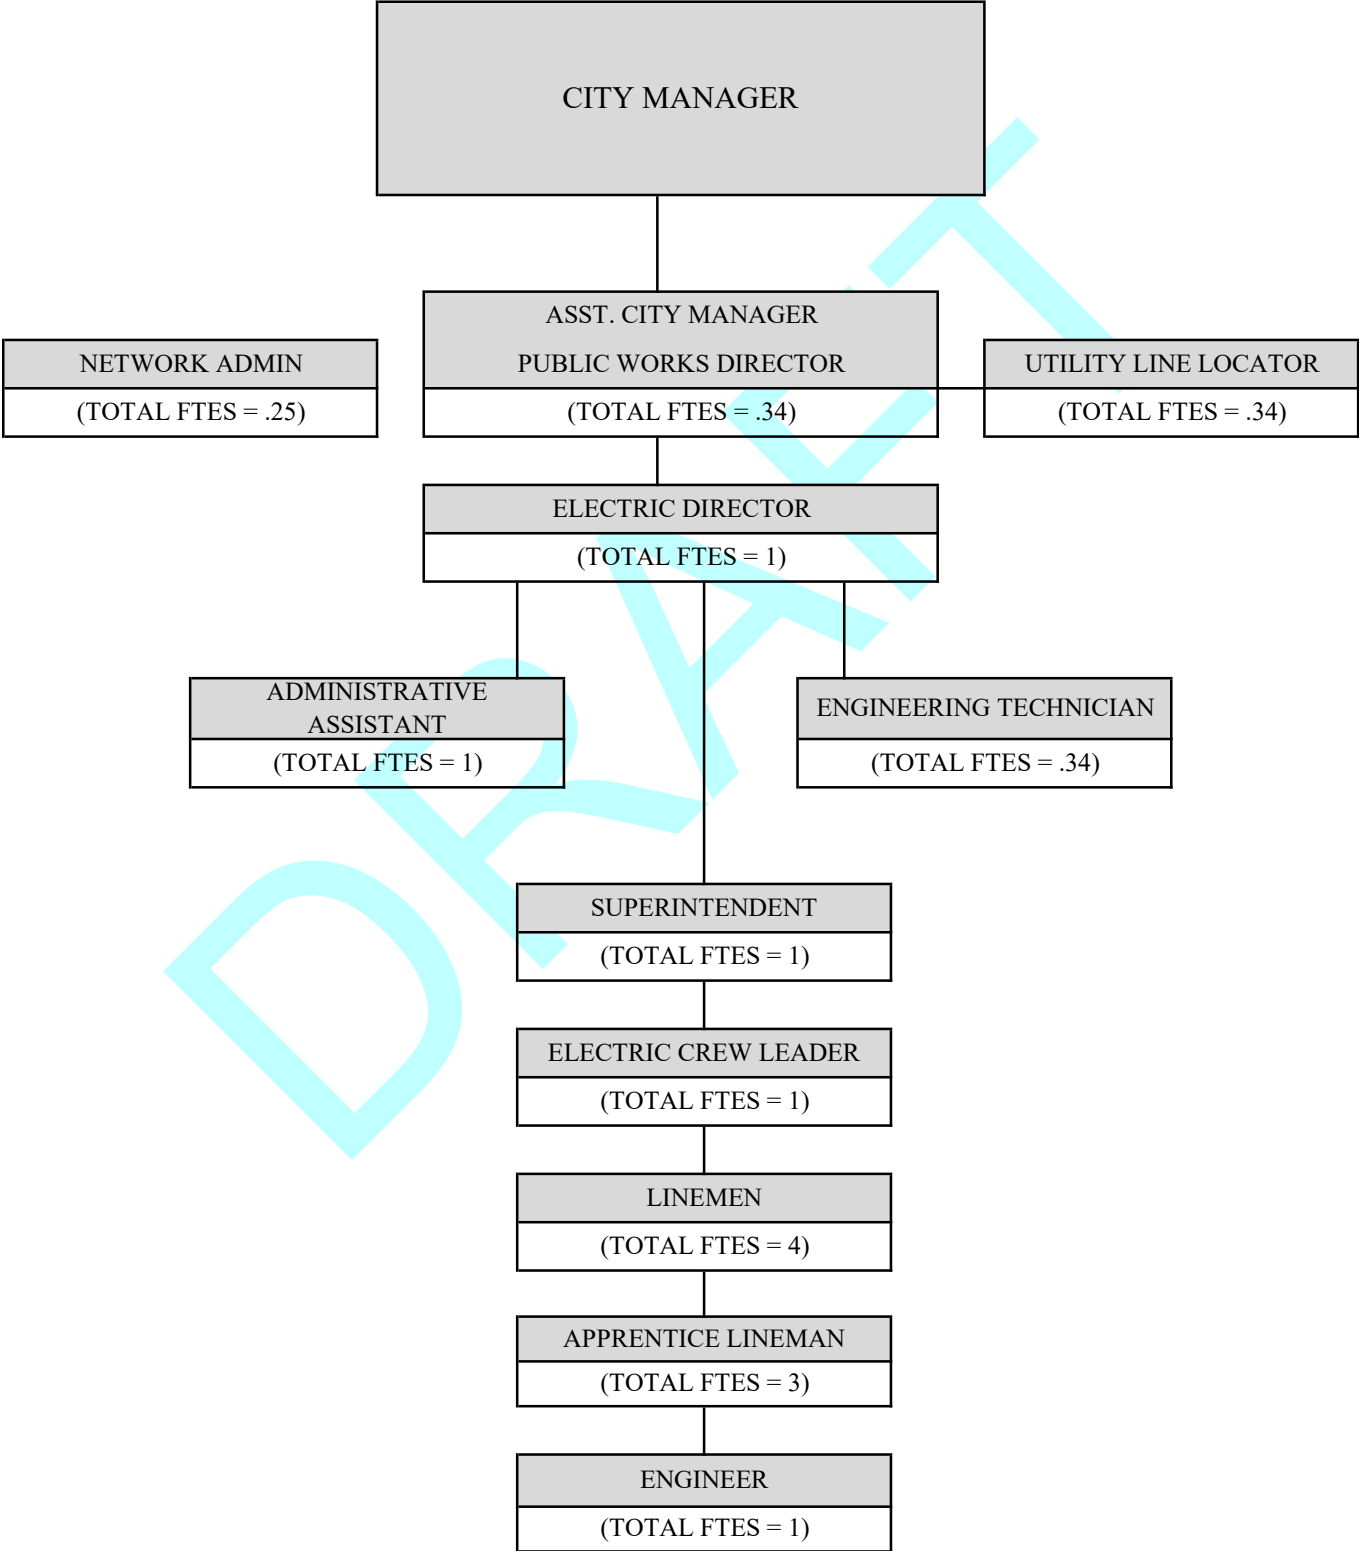 CITY MANAGER
ASST. CITY MANAGER
NETWORK ADMIN
PUBLIC WORKS DIRECTOR
UTILITY LINE LOCATOR
(TOTAL FTES = .25)
(TOTAL FTES = .34)
(TOTAL FTES = .34)
ELECTRIC DIRECTOR
(TOTAL FTES = 1)
ADMINISTRATIVE
ASSISTANT
ENGINEERING TECHNICIAN
(TOTAL FTES = 1)
(TOTAL FTES = .34)
SUPERINTENDENT
(TOTAL FTES = 1)
ELECTRIC CREW LEADER
(TOTAL FTES = 1)
LINEMEN
(TOTAL FTES = 4)
APPRENTICE LINEMAN
(TOTAL FTES = 3)
ENGINEER
(TOTAL FTES = 1)
DRAFT